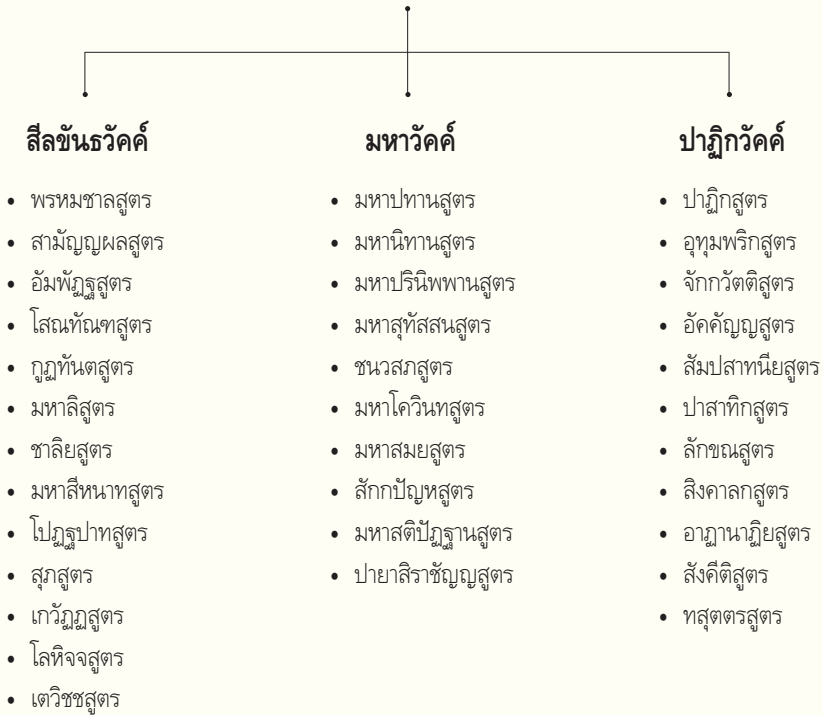 สีลขันธวัคค์
• พรหมชาลสูตร
• สามัญญผลสูตร
• อัมพัฏฐสูตร
• โสณทัณฑสูตร
• กูฏทันตสูตร
• มหาลิสูตร
• ชาลิยสูตร
• มหาสีหนาทสูตร
• โปฏฐปาทสูตร
• สุภสูตร
• เกวัฏฏสูตร
• โลหิจจสูตร
• เตวิชชสูตร
มหาวัคค์
• มหาปทานสูตร
• มหานิทานสูตร
• มหาปรินิพพานสูตร
• มหาสุทัสสนสูตร
• ชนวสภสูตร
• มหาโควินทสูตร
• มหาสมยสูตร
• สักกปัญหสูตร
• มหาสติปัฏฐานสูตร
• ปายาสิราชัญญสูตร
ปาฏิกวัคค์
• ปาฏิกสูตร
• อุทุมพริกสูตร
• จักกวัตติสูตร
• อัคคัญญสูตร
• สัมปสาทนียสูตร
• ปาสาทิกสูตร
• ลักขณสูตร
• สิงคาลกสูตร
• อาฏานาฏิยสูตร
• สังคีติสูตร
• ทสุตตรสูตร